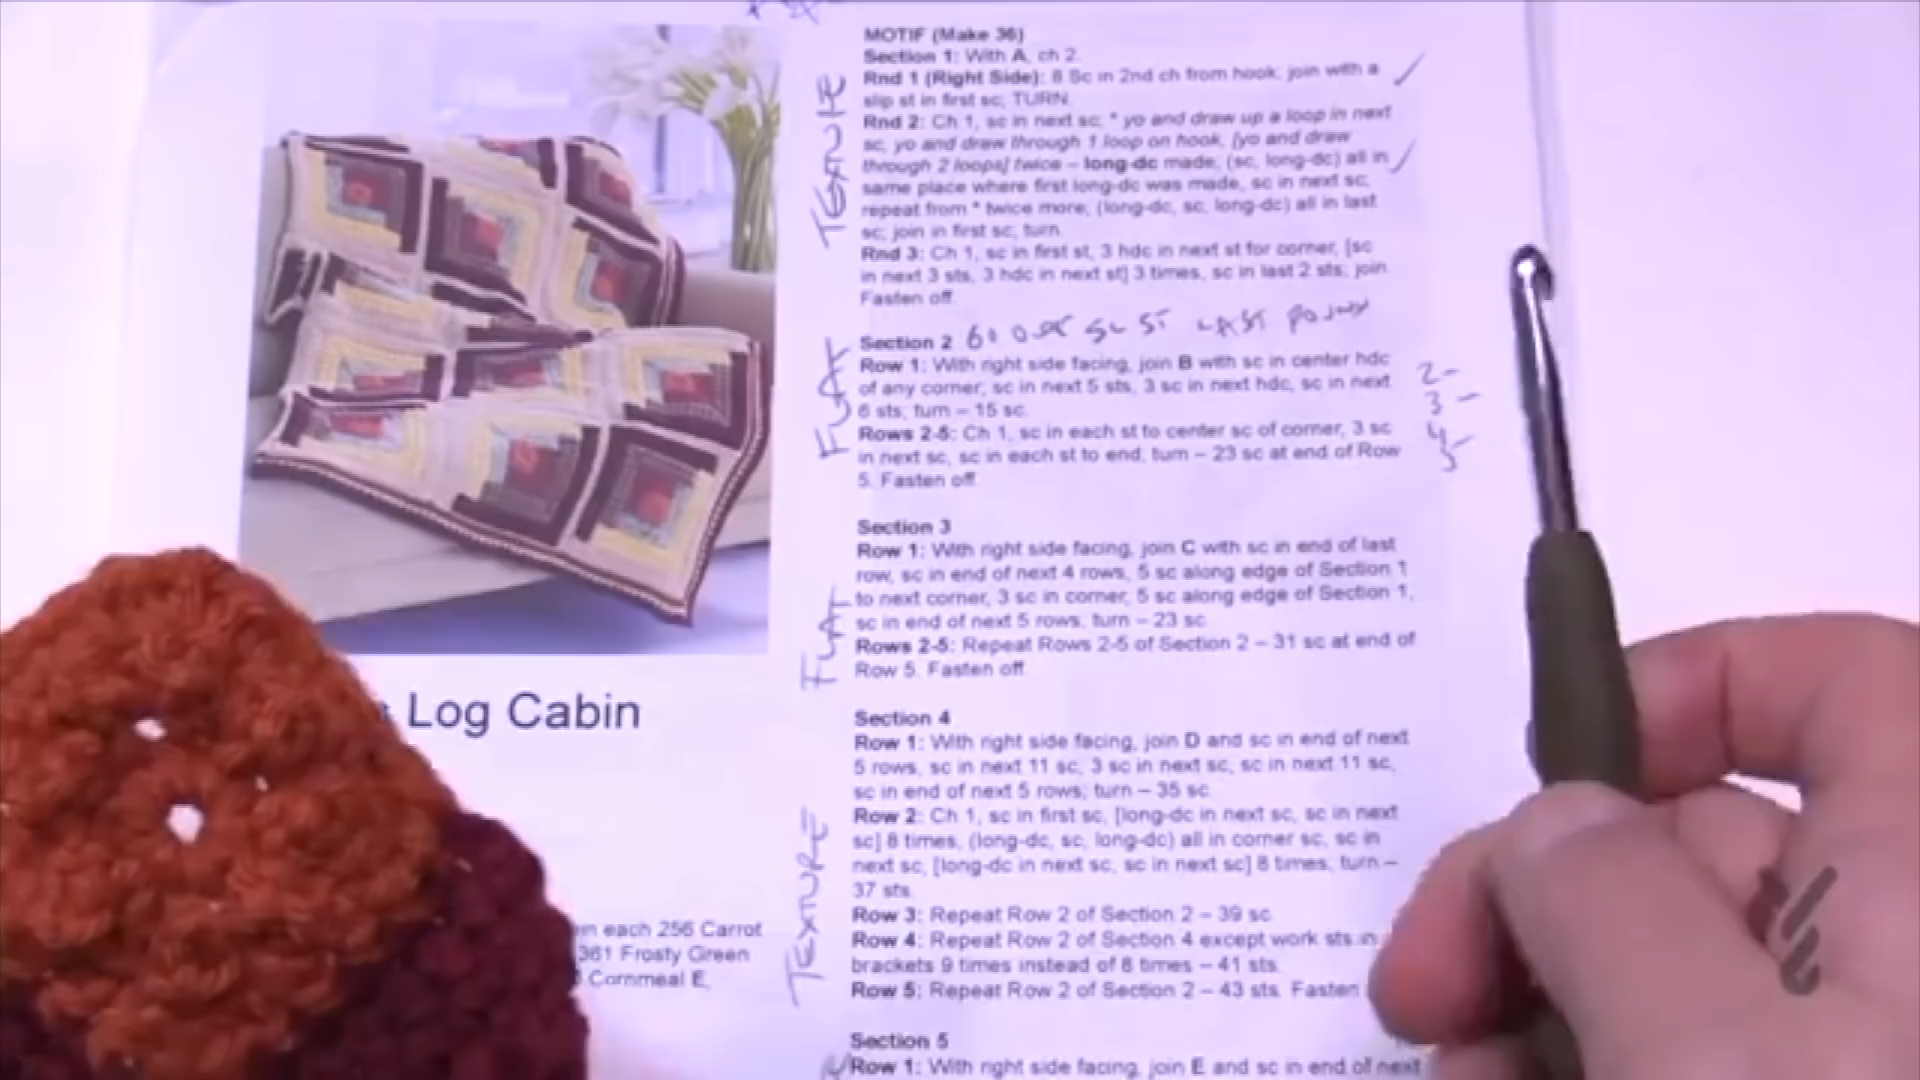 MOTIF (Make 36)
Section 1: With A, ch 2.
Rnd 1 (Right Side): 8 Sc in 2nd ch from hook; join with a
slip st in first sc; TURN.
Rnd 2: Ch 1, sc in next sc; * yo and draw up a loop in next
sc, yo and draw through 1 loop on hook, [yo and draw
through 2 loops] twice – long-dc made; (sc, long-dc) all in
same place where first long-dc was made, sc in next sc;
repeat from * twice more; (long-dc, sc, long-dc) all in last
sc; join in first sc; turn.
Rnd 3: Ch 1, sc in first st, 3 hdc in next st for corner, [sc
in next 3 sts, 3 hdc in next st] 3 times, sc in last 2 sts; join.
Fasten off.
TEXTURE
Section 2
LAST
Row 1: With right side facing, join B with sc in center hdc
of any corner, sc in next 5 sts, 3 sc in next hdc, sc in next
6 sts; turn – 15 sc.
Rows 2-5: Ch 1, sc in each st to center sc of corner, 3 sc
in next sc, sc in each st to end; turn – 23 sc at end of Row
5. Fasten off.
FLAT
2-
3-
4-
5
Section 3
Row 1: With right side facing, join C with sc in end of last
row, sc in end of next 4 rows, 5 sc along edge of Section 1
to next corner, 3 sc in corner, 5 sc along edge of Section 1,
sc in end of next 5 rows; turn – 23 sc.
Rows 2-5: Repeat Rows 2-5 of Section 2 – 31 sc at end of
Row 5. Fasten off.
FLAT
Section 4
Row 1: With right side facing, join D and sc in end of next
5 rows, sc in next 11 sc, 3 sc in next sc, sc in next 11 sc,
sc in end of next 5 rows; turn – 35 sc.
Row 2: Ch 1, sc in first sc, [long-dc in next sc, sc in next
sc] 8 times, (long-dc, sc, long-dc) all in corner sc, sc in
next sc, [long-dc in next sc, sc in next sc] 8 times; turn –
37 sts.
Row 3: Repeat Row 2 of Section 2 – 39 sc.
Row 4: Repeat Row 2 of Section 4 except work sts in
brackets 9 times instead of 8 times – 41 sts.
Row 5: Repeat Row 2 of Section 2 – 43 sts. Fasten
TEXTURE
Section 5
Row 1: With right side facing, join E and sc in end of next
Log Cabin
each 256 Carrot
361 Frosty Green
Cornmeal E,